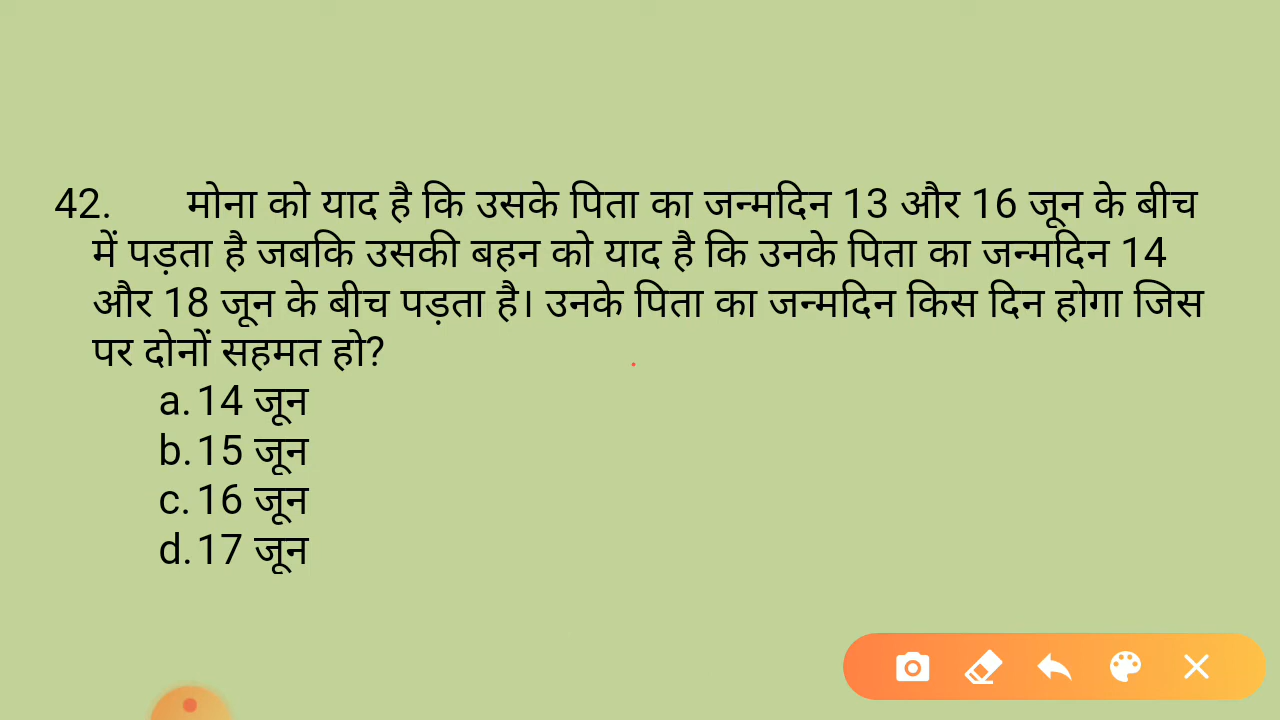 42. मोना को याद है कि उसके पिता का जन्मदिन 13 और 16 जून के बीच
में पड़ता है जबकि उसकी बहन को याद है कि उनके पिता का जन्मदिन 14
और 18 जून के बीच पड़ता है। उनके पिता का जन्मदिन किस दिन होगा जिस
पर दोनों सहमत हो?
a. 14 जून
b. 15 जून
c. 16 जून
d. 17 जून